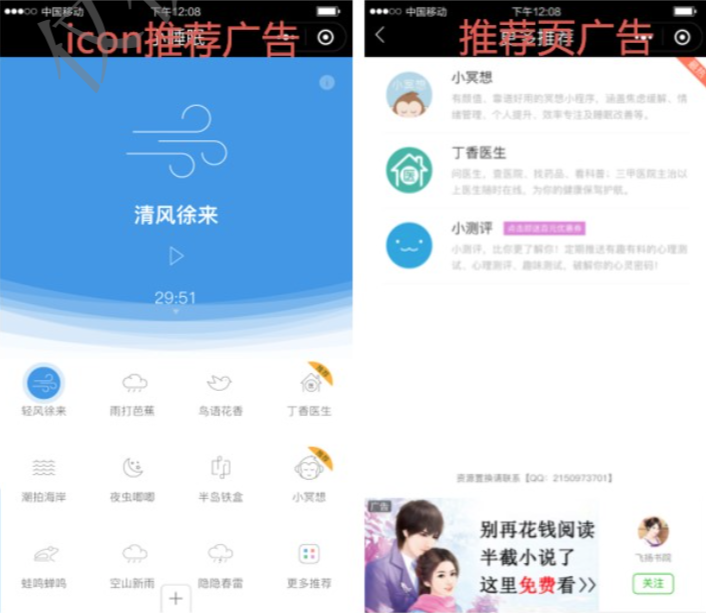 中国移动
下午12:08
icon推荐广告
睡眠
清风徐来
29:51
轻风徐来
雨打芭蕉
鸟语花香
推荐
丁香医生
潮拍海岸
夜虫唧唧
半岛铁盒
推荐
小冥想
蛙鸣蝉鸣
空山新雨
隐隐春雷
更多推荐
中国移动
下午12:08
推荐页广告
更多推荐
小冥想
小冥想
有颜值、靠谱好用的冥想小程序，涵盖焦虑缓解、情
绪管理、个人提升、效率专注及睡眠改善等。
医
丁香医生
问医生，查医院、找药品、看科普；三甲医院主治以
上医生随时在线，为你的健康保驾护航。
小测评
小测评，比你更了解你！定期推送有趣有料的心理测
试、心理测评、趣味测试，破解你的心灵密码！
资源置换请联系【QQ：2150973701】
广告
别再花钱阅读
半截小说了
这里免费看>>
飞扬书院
关注